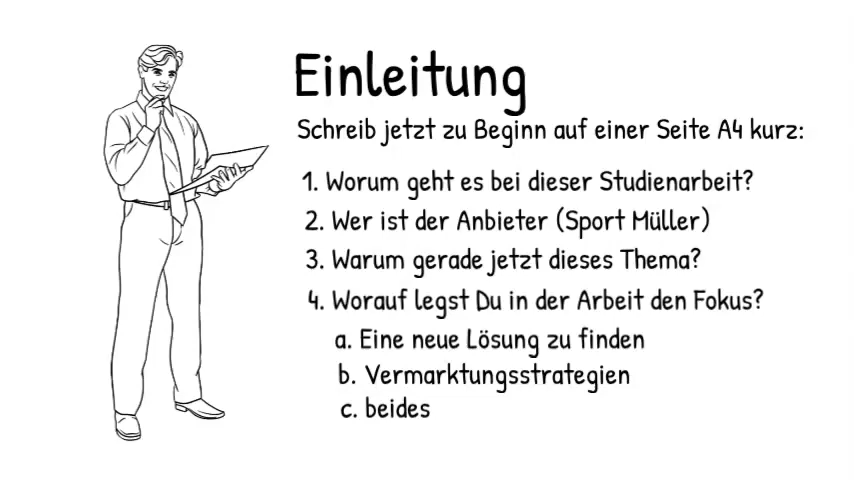 Einleitung
Schreib jetzt zu Beginn auf einer Seite A4 kurz:
1. Worum geht es bei dieser Studienarbeit?
2. Wer ist der Anbieter (Sport Müller)
3. Warum gerade jetzt dieses Thema?
4. Worauf legst Du in der Arbeit den Fokus?
a. Eine neue Lösung zu finden
b. Vermarktungsstrategien
c. beides